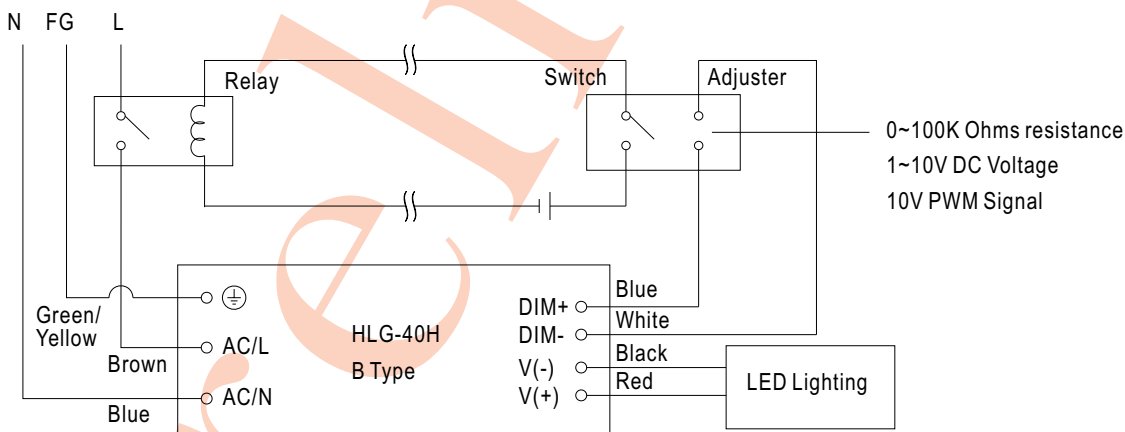 N FG L
Relay
Switch
Adjuster
0~100K Ohms resistance
1~10V DC Voltage
10V PWM Signal
Green/
Yellow
Brown
Blue
AC/L
AC/N
HLG-40H
B Type
DIM+
DIM-
V(-)
V(+)
Blue
White
Black
Red
LED Lighting